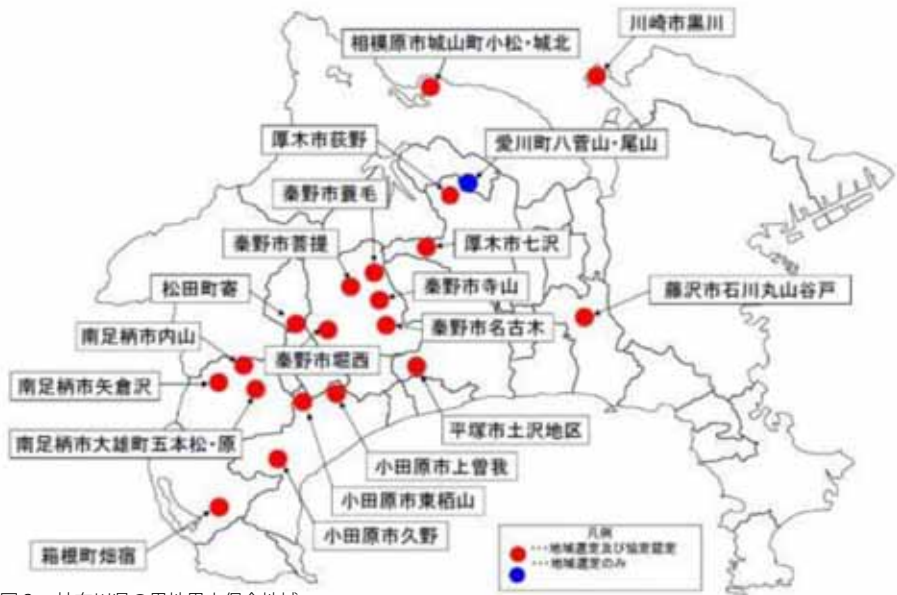 川崎市黒川
相模原市城山町小松・城北
厚木市荻野
愛川町八菅山・尾山
秦野市蓑毛
秦野市菩提
厚木市七沢
松田町寄
秦野市寺山
藤沢市石川丸山谷戸
南足柄市内山
秦野市名古木
秦野市堀西
南足柄市矢倉沢
南足柄市大雄町五本松・原
平塚市土沢地区
小田原市上曽我
小田原市東栢山
小田原市久野
箱根町畑宿
凡例
・・・地域選定及び協定認定
・・・地域選定のみ